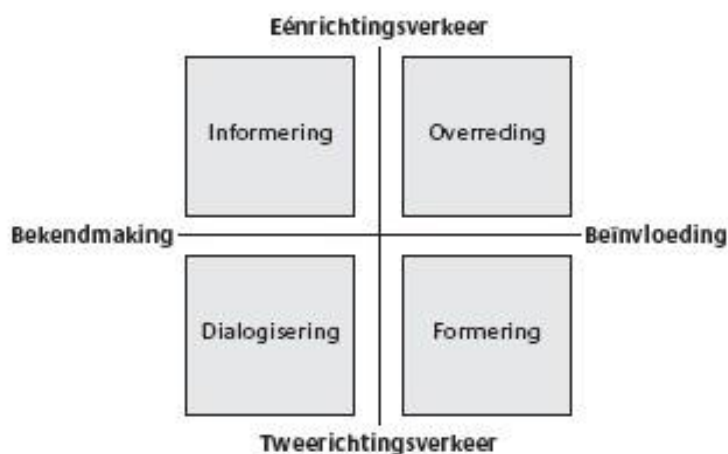 Eénrichtingsverkeer
Informering
Overreding
Bekendmaking
Beïnvloeding
Dialogisering
Formering
Tweerichtingsverkeer